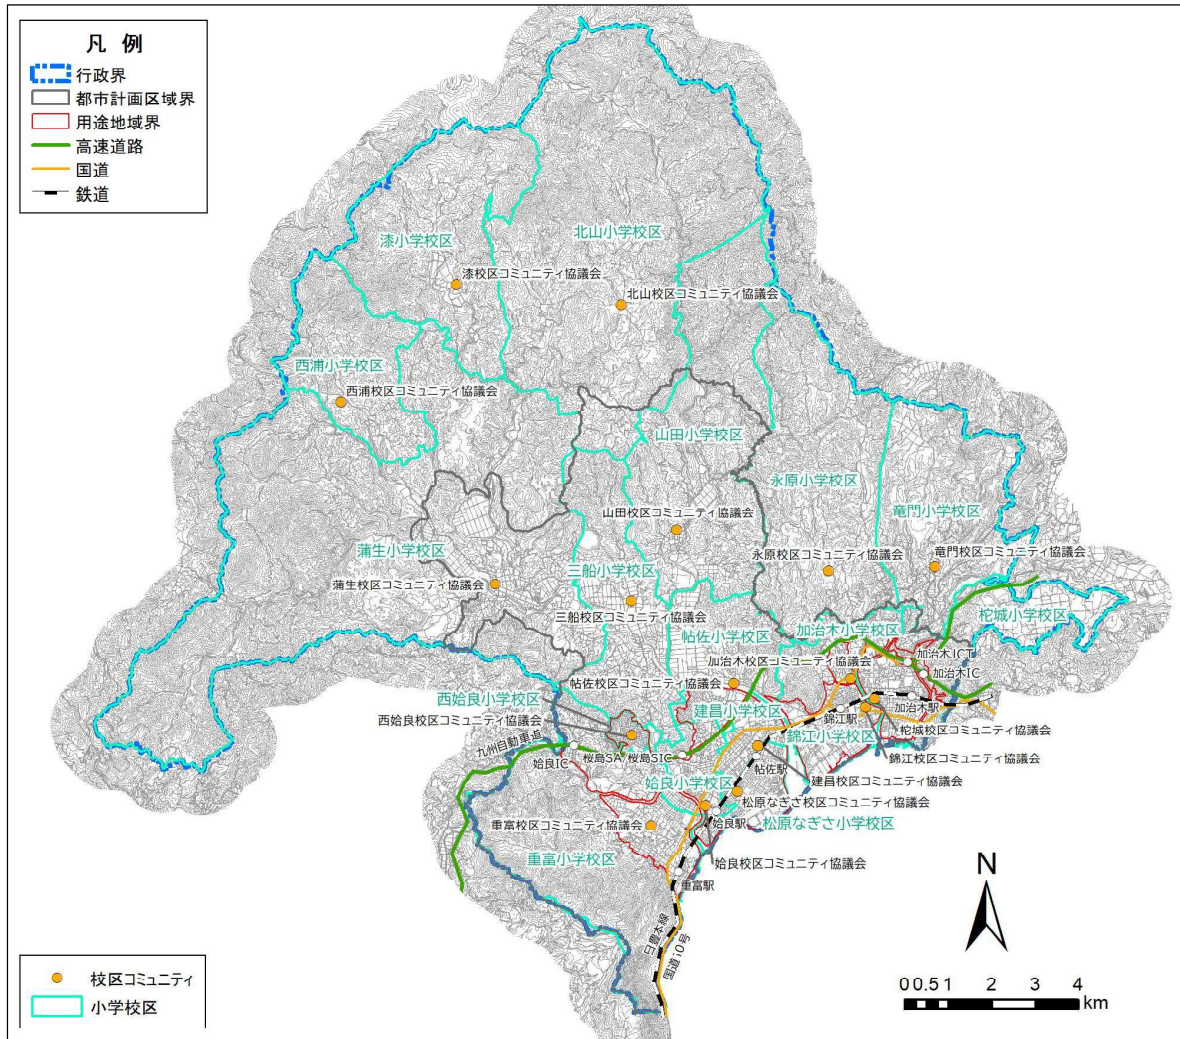 凡 例
行政界
都市計画区域界
用途地域界
高速道路
国道
鉄道
漆小学校区
北山小学校区
漆校区コミュニティ協議会
北山校区コミュニティ協議会
西浦小学校区
西浦校区コミュニティ協議会
山田小学校区
永原小学校区
竜門小学校区
山田校区コミュニティ協議会
蒲生小学校区
三船小学校区
永原校区コミュニティ協議会
竜門校区コミュニティ協議会
蒲生校区コミュニティ協議会
三船校区コミュニティ協議会
柁城小学校区
帖佐小学校区
加治木小学校区
加治木校区コミュニティ協議会
加治木JCT
加治木IC
帖佐校区コミュニティ協議会
西姶良小学校区
建昌小学校区
加治木駅
錦江駅
西姶良校区コミュニティ協議会
錦江小学校区
柁城校区コミュニティ協議会
九州自動車道
姶良IC
桜島SA
桜島SIC
帖佐駅
錦江校区コミュニティ協議会
姶良小学校区
建昌校区コミュニティ協議会
松原なぎさ校区コミュニティ協議会
重富校区コミュニティ協議会
姶良駅
松原なぎさ小学校区
重富小学校区
姶良校区コミュニティ協議会
重富駅
日豊本線
国道10号
N
校区コミュニティ
小学校区
0 0.5 1 2 3 4
km